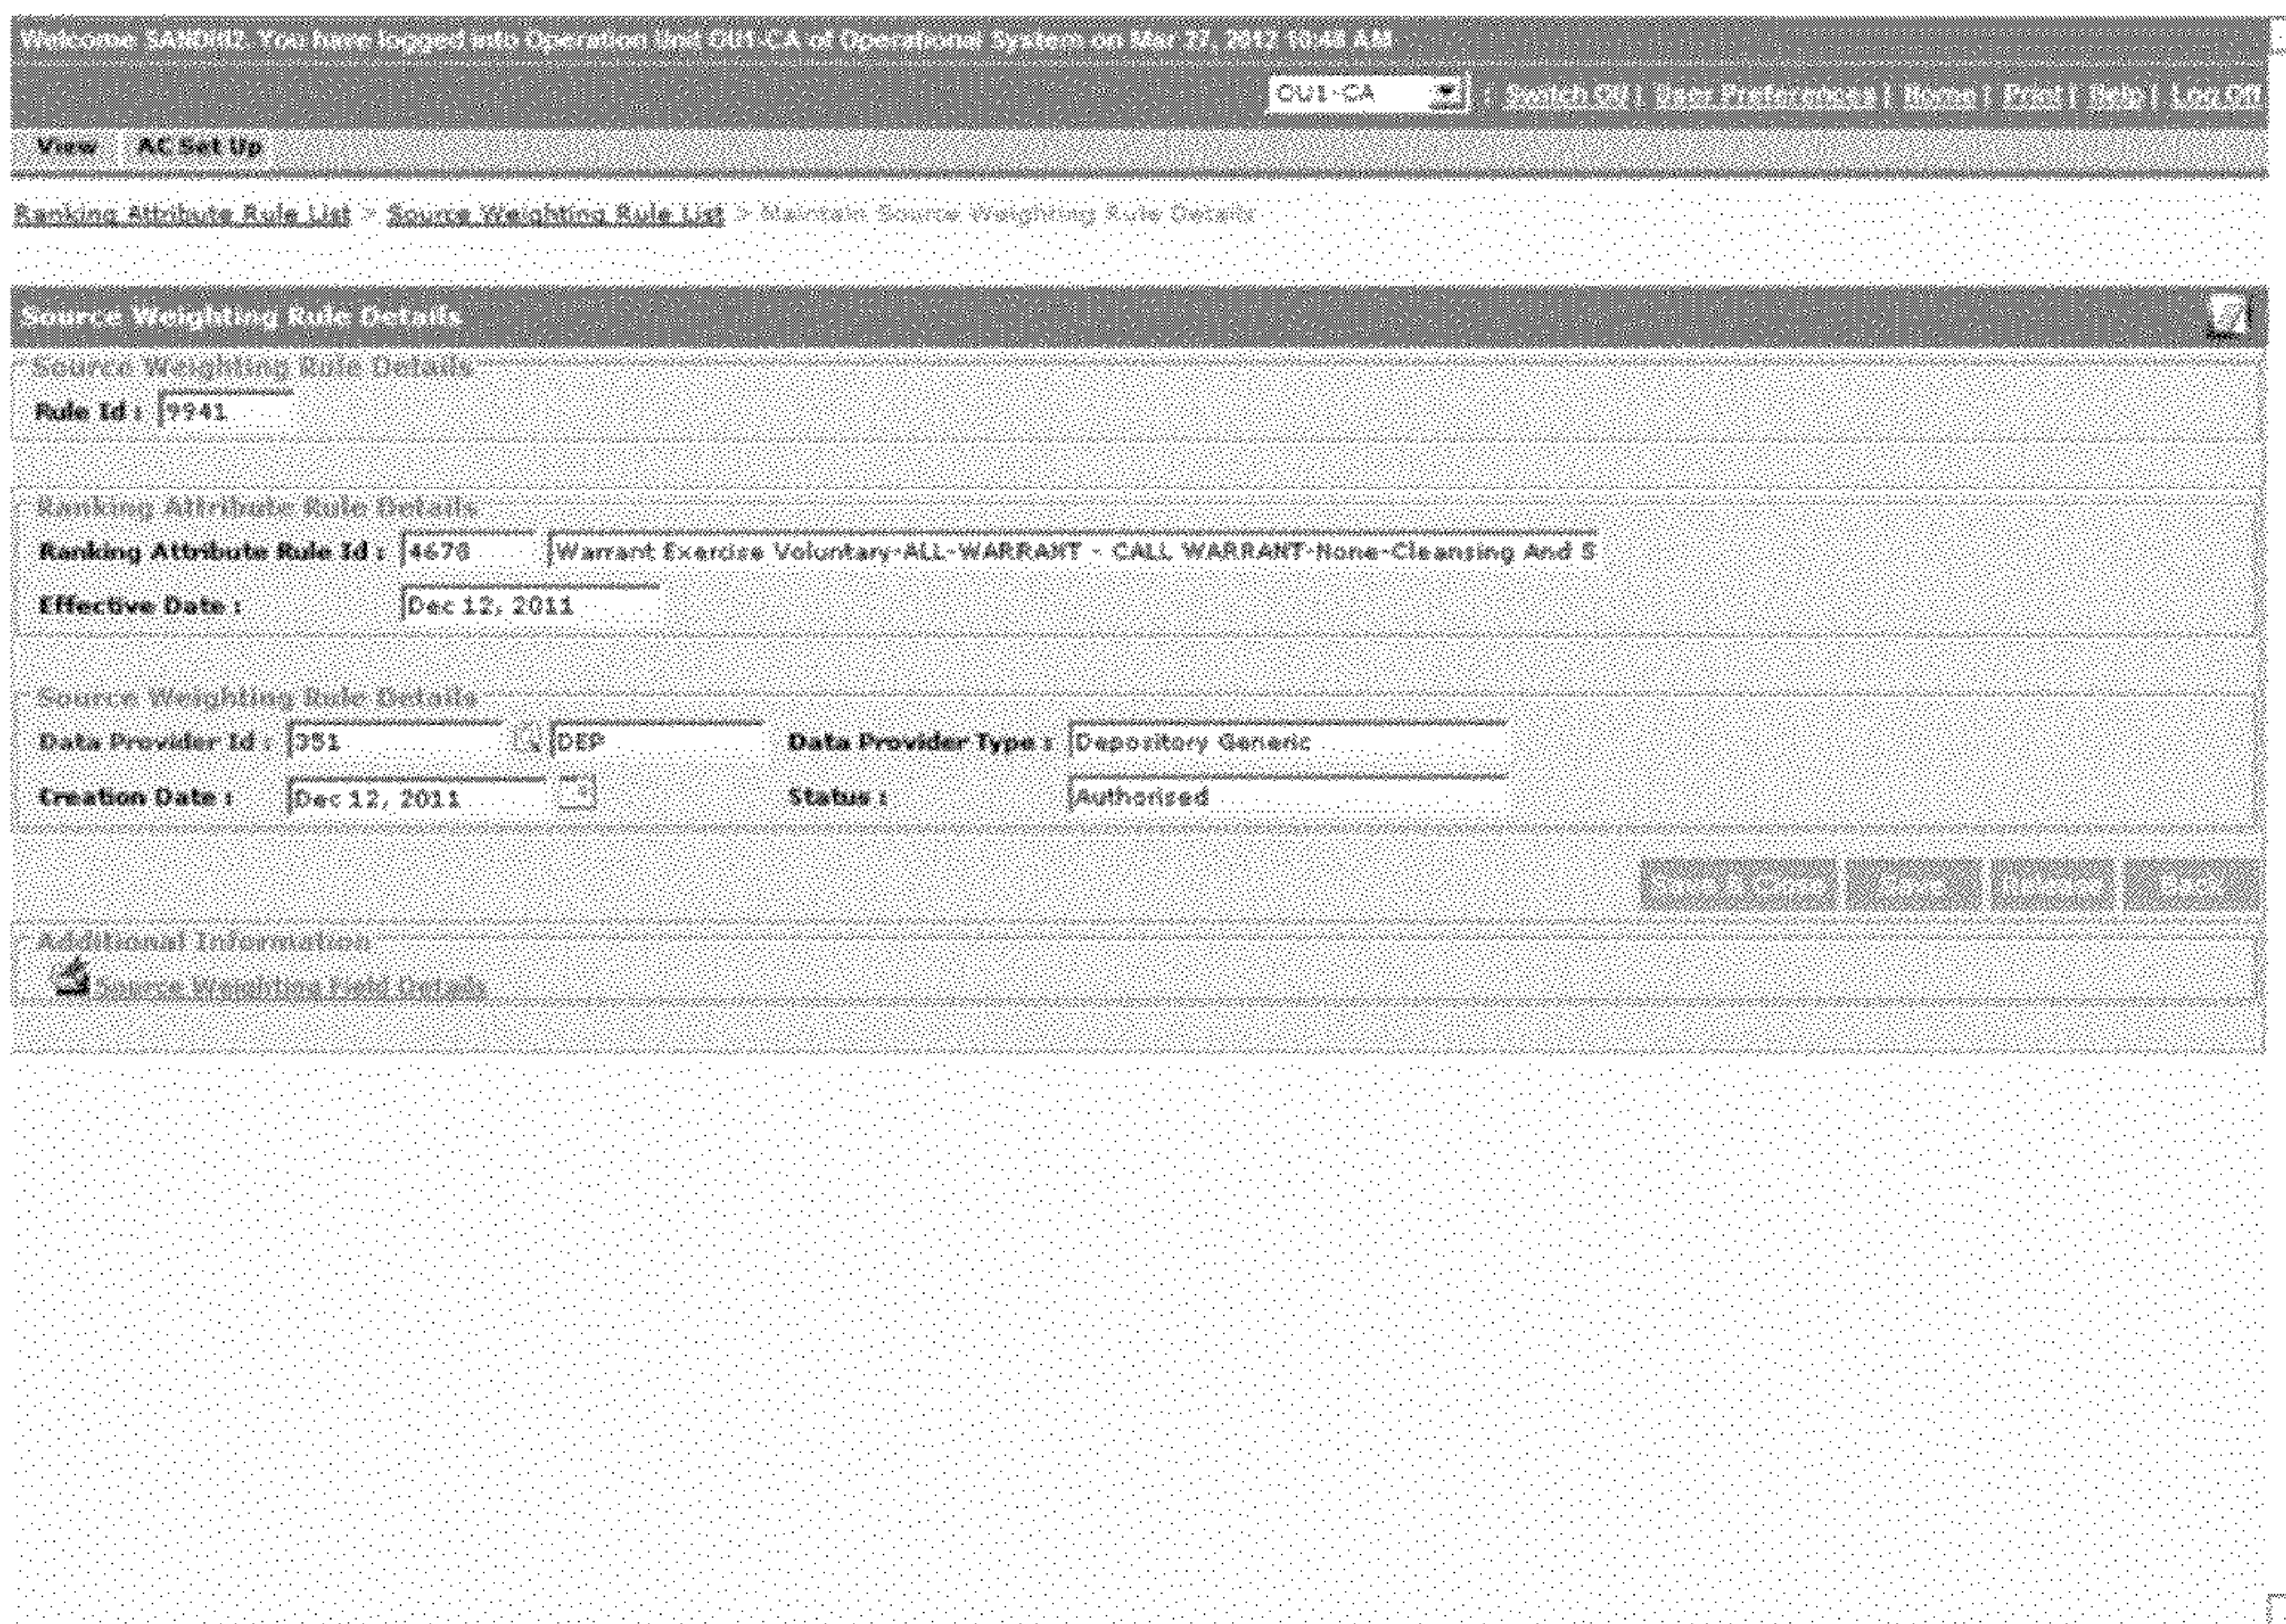 Welcome SANDHI2. You have logged into Operation Unit OU1-CA of Operational System on Mar 27, 2012 10:48 AM
OU1-CA : Switch OU | User Preferences | Home | Print | Help | Log Off
View AC Set Up
Ranking Attribute Rule List > Source Weighting Rule List > Maintain Source Weighting Rule Details
Source Weighting Rule Details
Source Weighting Rule Details
Rule Id : 9941
Ranking Attribute Rule Details
Ranking Attribute Rule Id : 4678 Warrant Exercise Voluntary-ALL-WARRANT - CALL WARRANT-None-Cleansing And S
Effective Date : Dec 12, 2011
Source Weighting Rule Details
Data Provider Id : 351 DEP Data Provider Type : Depository Generic
Creation Date : Dec 12, 2011 Status : Authorised
Save & Close Save Release Back
Additional Information
Source Weighting Field Details